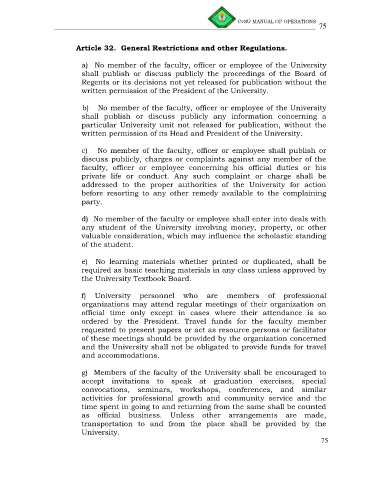 CvSU MANUAL OF OPERATIONS
75
Article 32. General Restrictions and other Regulations.
a) No member of the faculty, officer or employee of the University
shall publish or discuss publicly the proceedings of the Board of
Regents or its decisions not yet released for publication without the
written permission of the President of the University.
b) No member of the faculty, officer or employee of the University
shall publish or discuss publicly any information concerning a
particular University unit not released for publication, without the
written permission of its Head and President of the University.
c) No member of the faculty, officer or employee shall publish or
discuss publicly, charges or complaints against any member of the
faculty, officer or employee concerning his official duties or his
private life or conduct. Any such complaint or charge shall be
addressed to the proper authorities of the University for action
before resorting to any other remedy available to the complaining
party.
d) No member of the faculty or employee shall enter into deals with
any student of the University involving money, property, or other
valuable consideration, which may influence the scholastic standing
of the student.
e) No learning materials whether printed or duplicated, shall be
required as basic teaching materials in any class unless approved by
the University Textbook Board.
f) University personnel who are members of professional
organizations may attend regular meetings of their organization on
official time only except in cases where their attendance is so
ordered by the President. Travel funds for the faculty member
requested to present papers or act as resource persons or facilitator
of these meetings should be provided by the organization concerned
and the University shall not be obligated to provide funds for travel
and accommodations.
g) Members of the faculty of the University shall be encouraged to
accept invitations to speak at graduation exercises, special
convocations, seminars, workshops, conferences, and similar
activities for professional growth and community service and the
time spent in going to and returning from the same shall be counted
as official business. Unless other arrangements are made,
transportation to and from the place shall be provided by the
University.
75